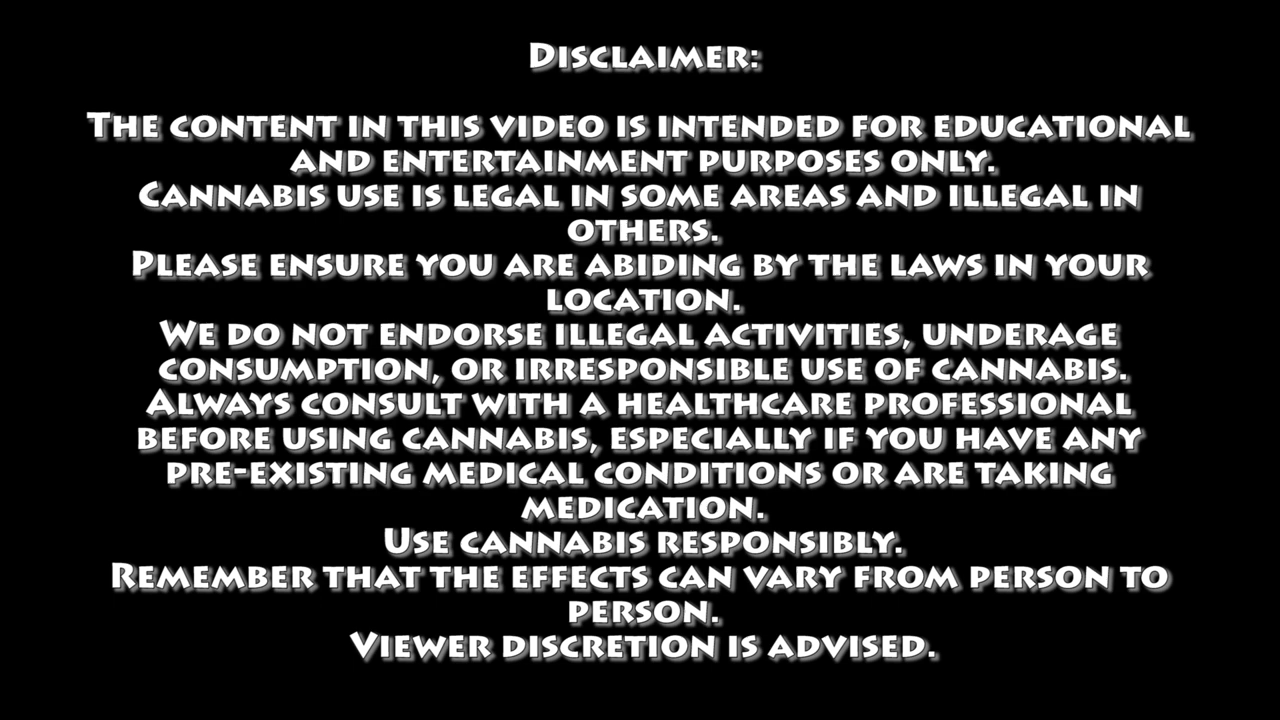 Disclaimer:
The content in this video is intended for educational
and entertainment purposes only.
Cannabis use is legal in some areas and illegal in
others.
Please ensure you are abiding by the laws in your
location.
We do not endorse illegal activities, underage
consumption, or irresponsible use of cannabis.
Always consult with a healthcare professional
before using cannabis, especially if you have any
pre-existing medical conditions or are taking
medication.
Use cannabis responsibly.
Remember that the effects can vary from person to
person.
Viewer discretion is advised.